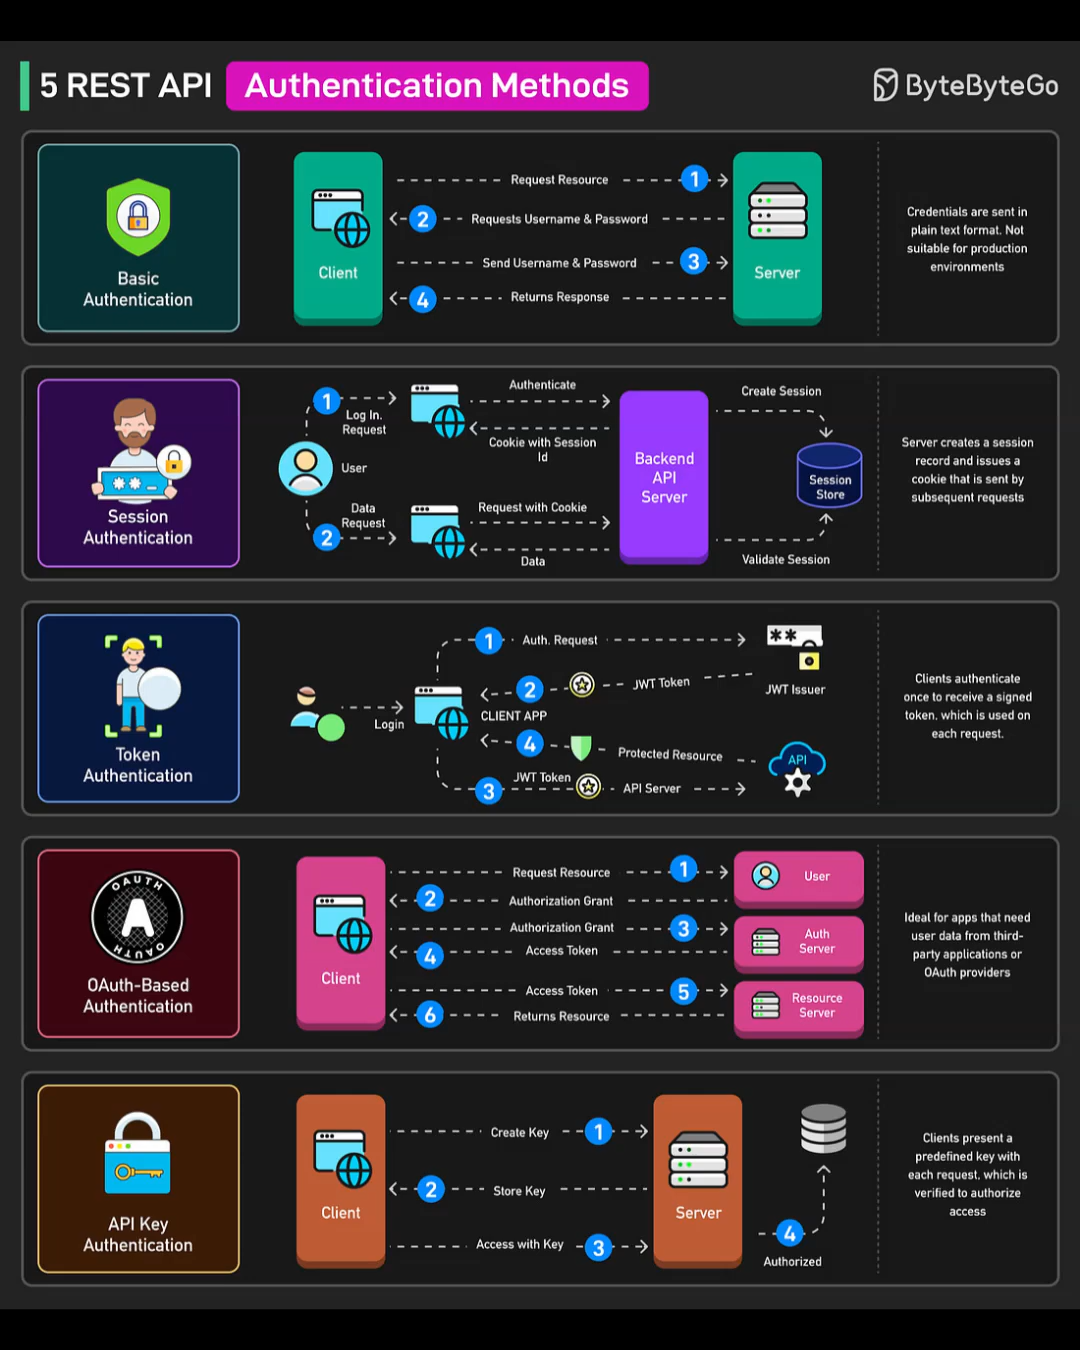 5 REST API Authentication Methods
ByteByteGo
Basic
Authentication
Client
Request Resource
1
2
Requests Username & Password
Send Username & Password
3
4
Returns Response
Server
Credentials are sent in
plain text format. Not
suitable for production
environments
Session
Authentication
1
Log In.
Request
User
Data
Request
2
Authenticate
Cookie with Session
Id
Request with Cookie
Data
Backend
API
Server
Create Session
Session
Store
Validate Session
Server creates a session
record and issues a
cookie that is sent by
subsequent requests
Token
Authentication
Login
1
Auth. Request
2
JWT Token
CLIENT APP
4
Protected Resource
JWT Token
3
API Server
JWT Issuer
API
Clients authenticate
once to receive a signed
token, which is used on
each request.
OAUTH
A
OAUTH
OAuth-Based
Authentication
Client
Request Resource
1
2
Authorization Grant
Authorization Grant
3
4
Access Token
Access Token
5
6
Returns Resource
User
Auth
Server
Resource
Server
Ideal for apps that need
user data from third-
party applications or
OAuth providers
API Key
Authentication
Client
Create Key
1
2
Store Key
Access with Key
3
Server
4
Authorized
Clients present a
predefined key with
each request, which is
verified to authorize
access